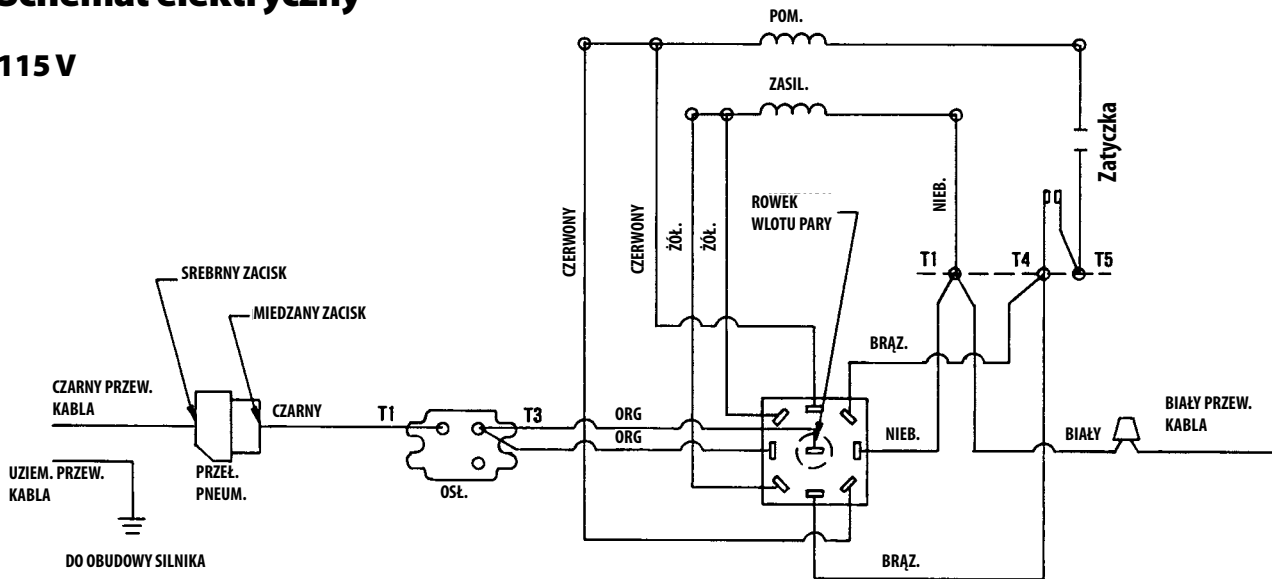 Schemat elektryczny
115 V
POM.
ZASIL.
Zatyczka
CZERWONY
CZERWONY
ŻÓŁ.
ŻÓŁ.
ROWEK
WLOTU PARY
NIEB.
T1
T4
T5
SREBRNY ZACISK
MIEDZANY ZACISK
BRĄZ.
CZARNY PRZEW.
KABLA
CZARNY
T1
T3
ORG
ORG
NIEB.
BIAŁY
BIAŁY PRZEW.
KABLA
UZIEM. PRZEW.
KABLA
PRZEŁ.
PNEUM.
OSŁ.
DO OBUDOWY SILNIKA
BRĄZ.